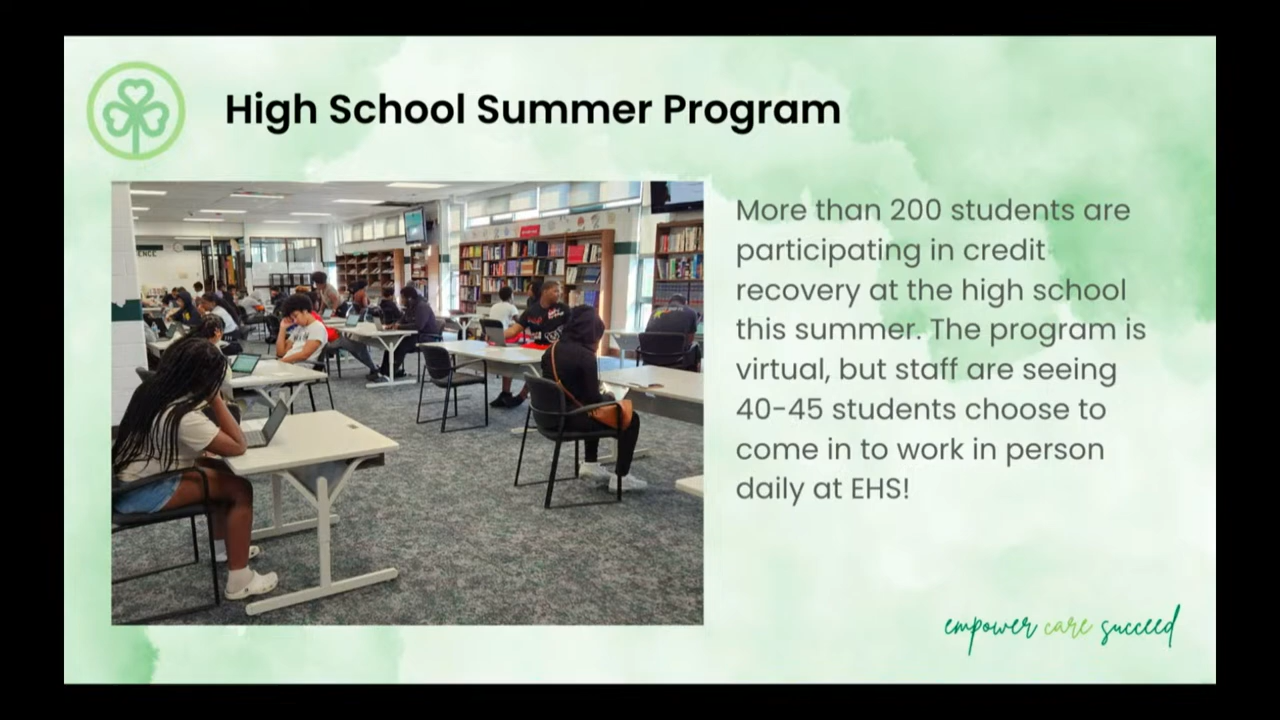 High School Summer Program
ENCE
More than 200 students are
participating in credit
recovery at the high school
this summer. The program is
virtual, but staff are seeing
40-45 students choose to
come in to work in person
daily at EHS!
empower care succeed